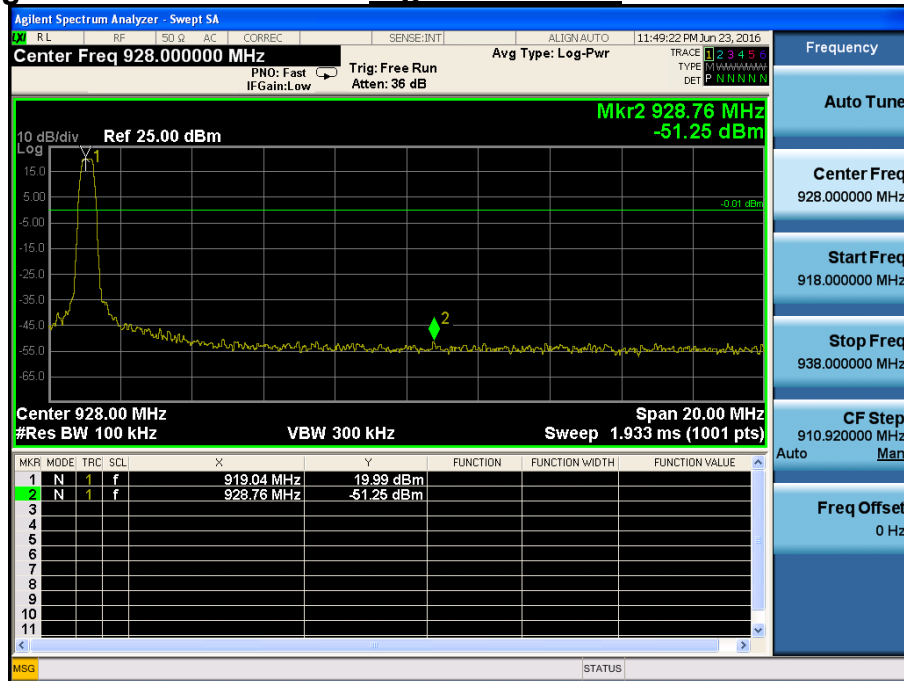 Agilent Spectrum Analyzer - Swept SA
LXI RL RF 50 Ω AC CORREC SENSE:INT ALIGN AUTO 11:49:22 PM Jun 23, 2016
Center Freq 928.000000 MHz
PNO: Fast
IFGain:Low
Trig: Free Run
Atten: 36 dB
Avg Type: Log-Pwr
TRACE 1 2 3 4 5 6
TYPE MWWWWW
DET P N N N N N
Mkr2 928.76 MHz
-51.25 dBm
10 dB/div Ref 25.00 dBm
Log
1
15.0
5.00
-0.01 dBm
-5.00
-15.0
-25.0
-35.0
-45.0
2
-55.0
-65.0
Center 928.00 MHz Span 20.00 MHz
#Res BW 100 kHz VBW 300 kHz Sweep 1.933 ms (1001 pts)
MKR MODE TRC SCL X Y FUNCTION FUNCTION WIDTH FUNCTION VALUE
1 N 1 f 919.04 MHz 19.99 dBm
2 N 1 f 928.76 MHz -51.25 dBm
3
4
5
6
7
8
9
10
11
MSG STATUS
Frequency
Auto Tune
Center Freq
928.000000 MHz
Start Freq
918.000000 MHz
Stop Freq
938.000000 MHz
CF Step
910.920000 MHz
Auto Man
Freq Offset
0 Hz